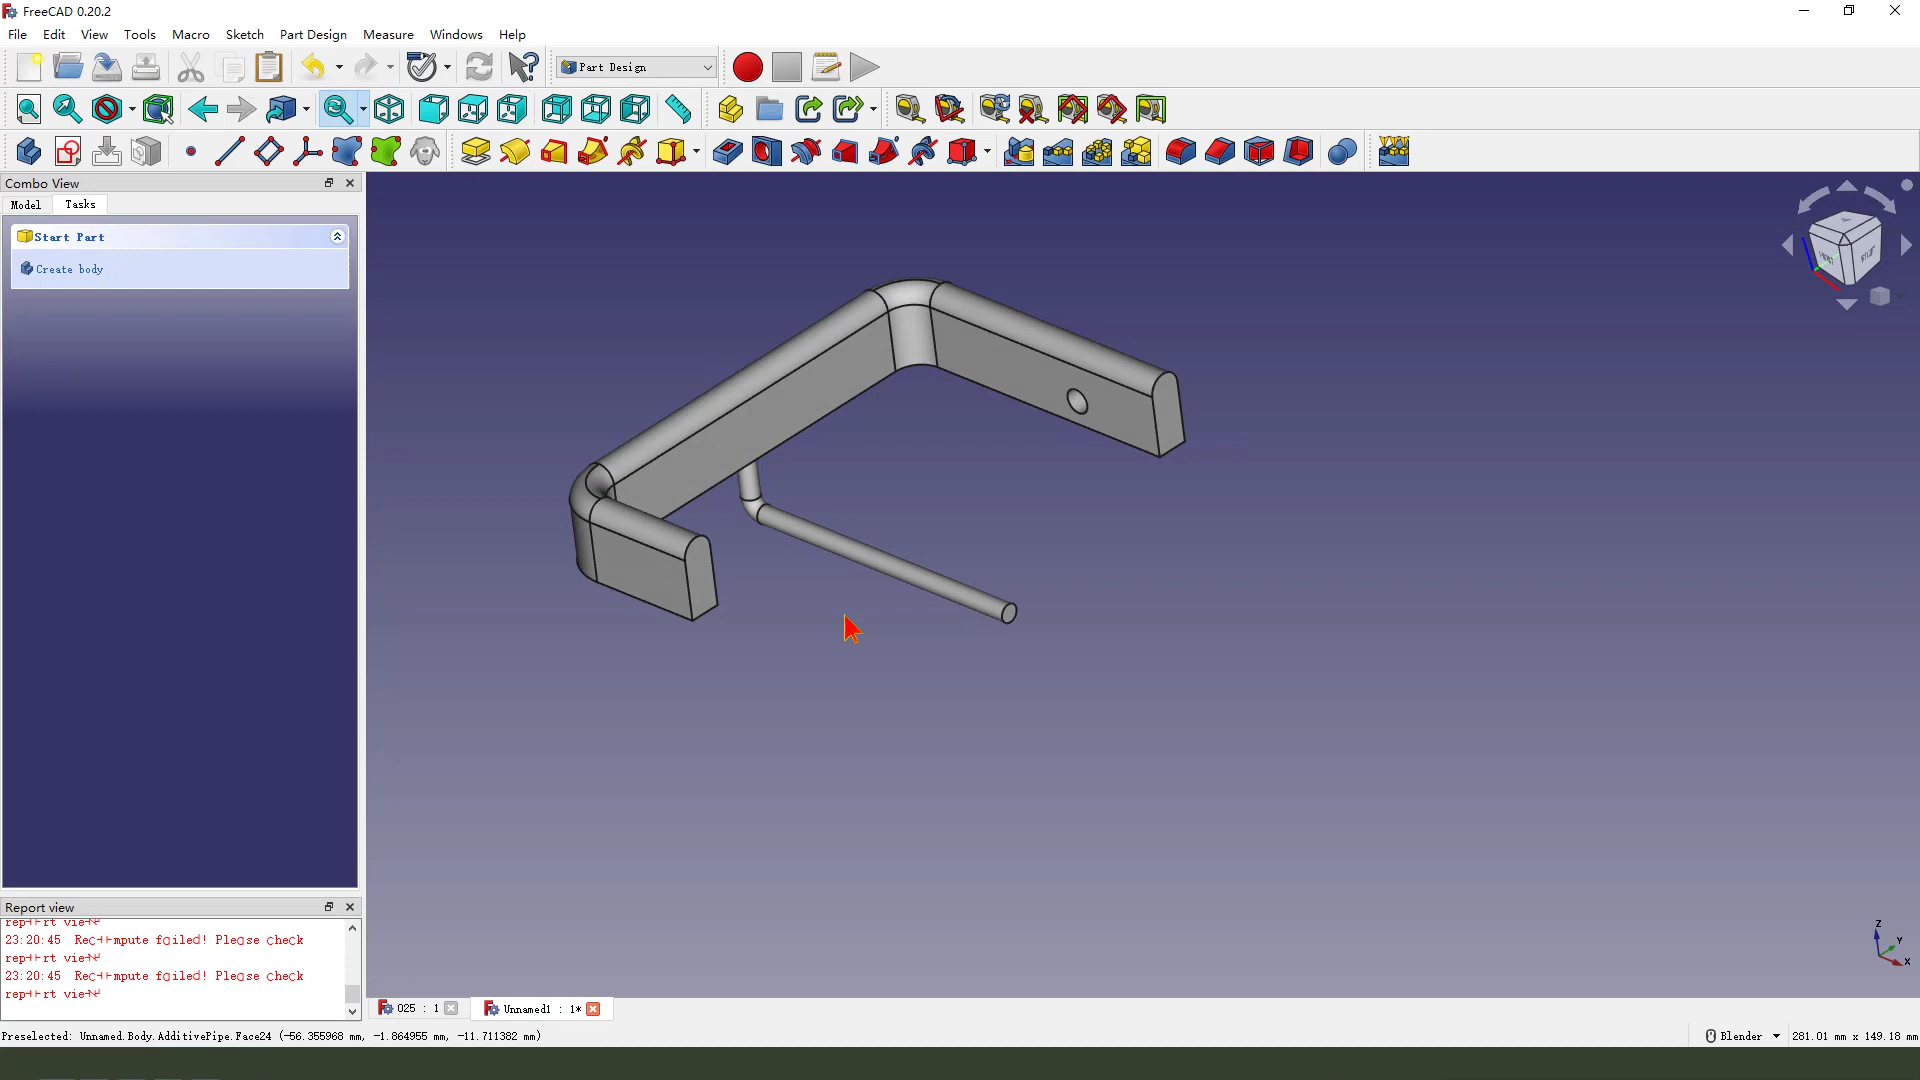 FreeCAD 0.20.2
File Edit View Tools Macro Sketch Part Design Measure Windows Help
Part Design
Combo View
Model Tasks
Start Part
Create body
Report view
23:20:45
23:20:45
025 : 1 Unnamed1 : 1*
Preselected: Unnamed.Body.AdditivePipe.Face24 (-56.355968 mm, -1.864955 mm, -11.711382 mm)
Blender 281.01 mm x 149.18 mm
Z
Y
X